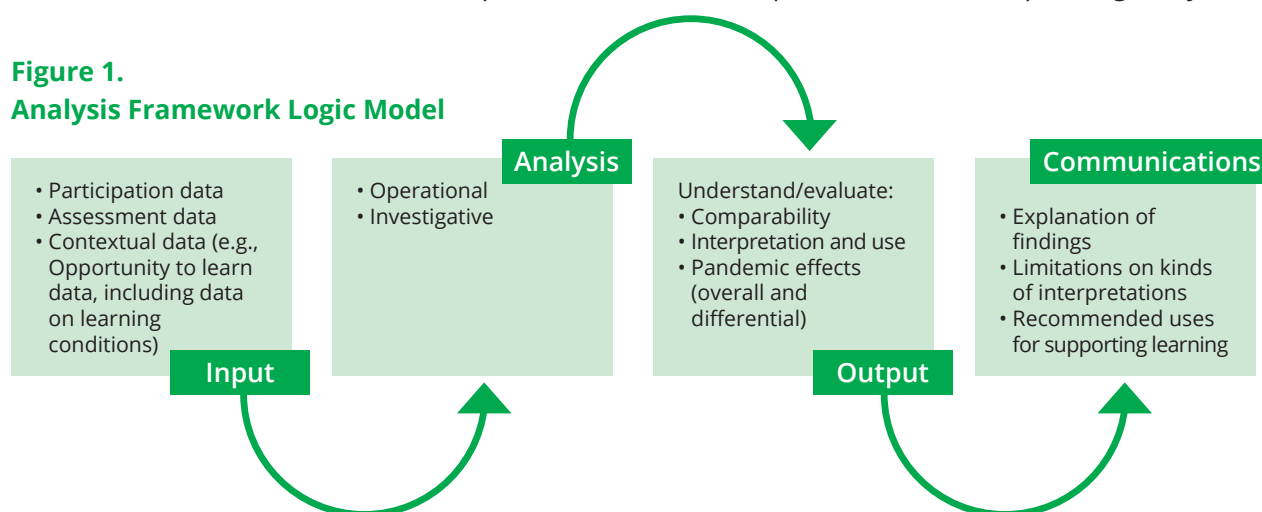 Figure 1.
Analysis Framework Logic Model
• Participation data
• Assessment data
• Contextual data (e.g.,
Opportunity to learn
data, including data
on learning
conditions)
Input
Analysis
• Operational
• Investigative
Understand/evaluate:
• Comparability
• Interpretation and use
• Pandemic effects
(overall and
differential)
Output
Communications
• Explanation of
findings
• Limitations on kinds
of interpretations
• Recommended uses
for supporting learning